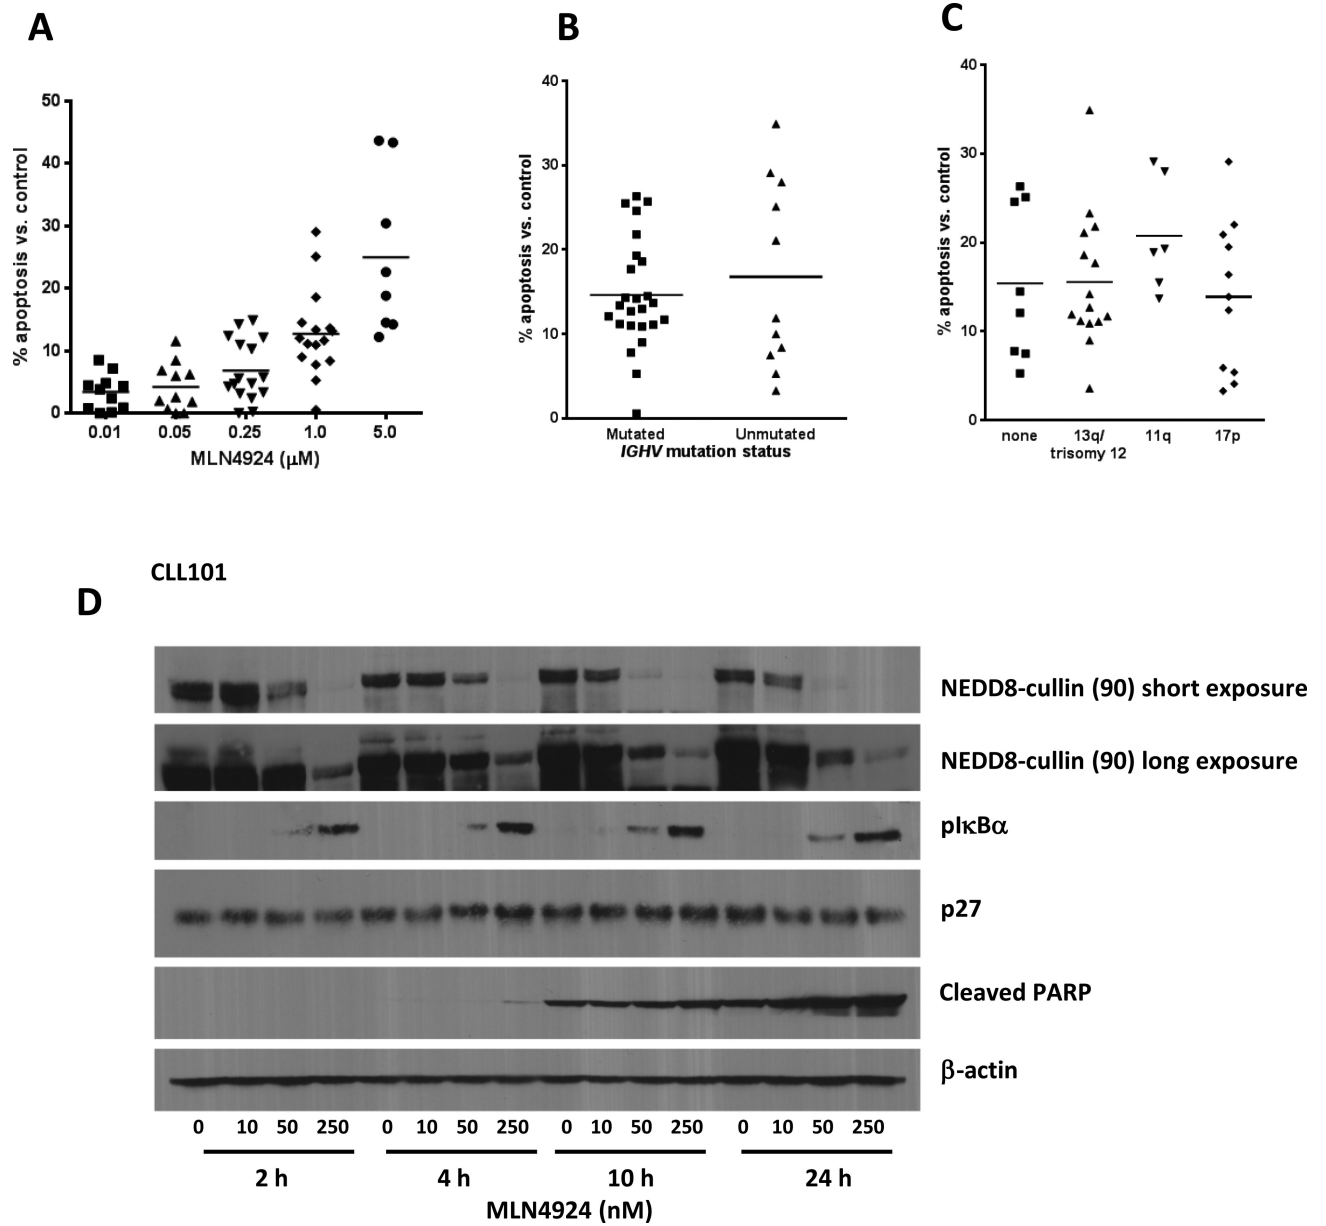 A
50
40
30
20
10
0
% apoptosis vs. control
0.01 0.05 0.25 1.0 5.0
MLN4924 (µM)
B
40
30
20
10
0
% apoptosis vs. control
Mutated Unmutated
IGHV mutation status
C
40
30
20
10
0
% apoptosis vs. control
none 13q/ 11q 17p
trisomy 12
CLL101
D
NEDD8-cullin (90) short exposure
NEDD8-cullin (90) long exposure
pIκBα
p27
Cleaved PARP
β-actin
0 10 50 250 0 10 50 250 0 10 50 250 0 10 50 250
2 h 4 h 10 h 24 h
MLN4924 (nM)